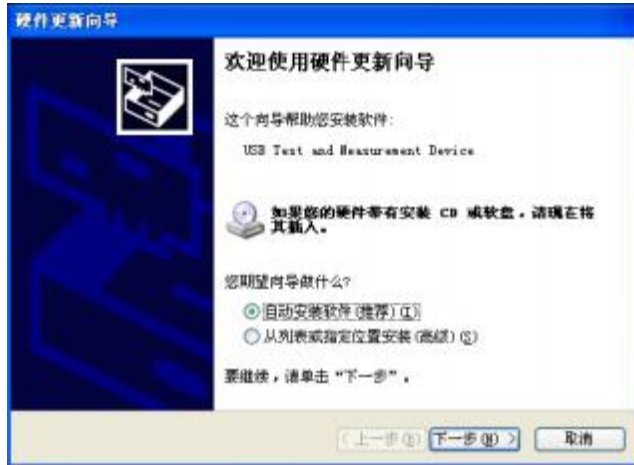 硬件更新向导
欢迎使用硬件更新向导
这个向导帮助您安装软件:
USB Test and Measurement Device
如果您的硬件带有安装 CD 或软盘，请现在将
其插入。
您期望向导做什么?
自动安装软件(推荐)(I)
从列表或指定位置安装(高级)(S)
要继续，请单击“下一步”。
<上一步(B) 下一步(N) > 取消